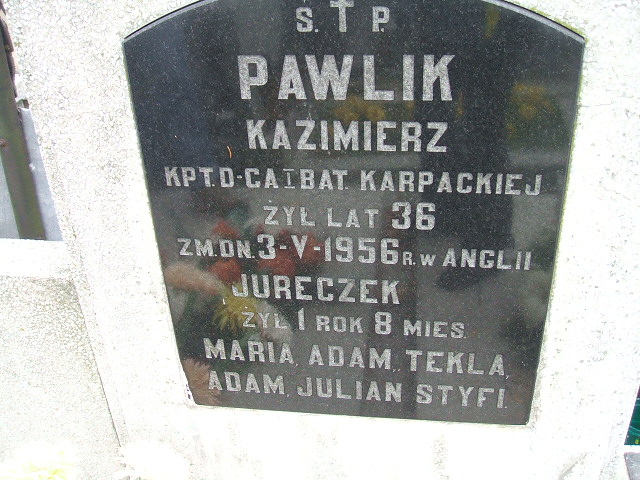 S. † P.
PAWLIK
KAZIMIERZ
KPT. D-CA I BAT. KARPACKIEJ
ŻYŁ LAT 36
ZM. DN. 3-V-1956 R. W ANGLII
JURECZEK
ŻYŁ 1 ROK 8 MIES.
MARIA, ADAM, TEKLA,
ADAM, JULIAN STYFI.